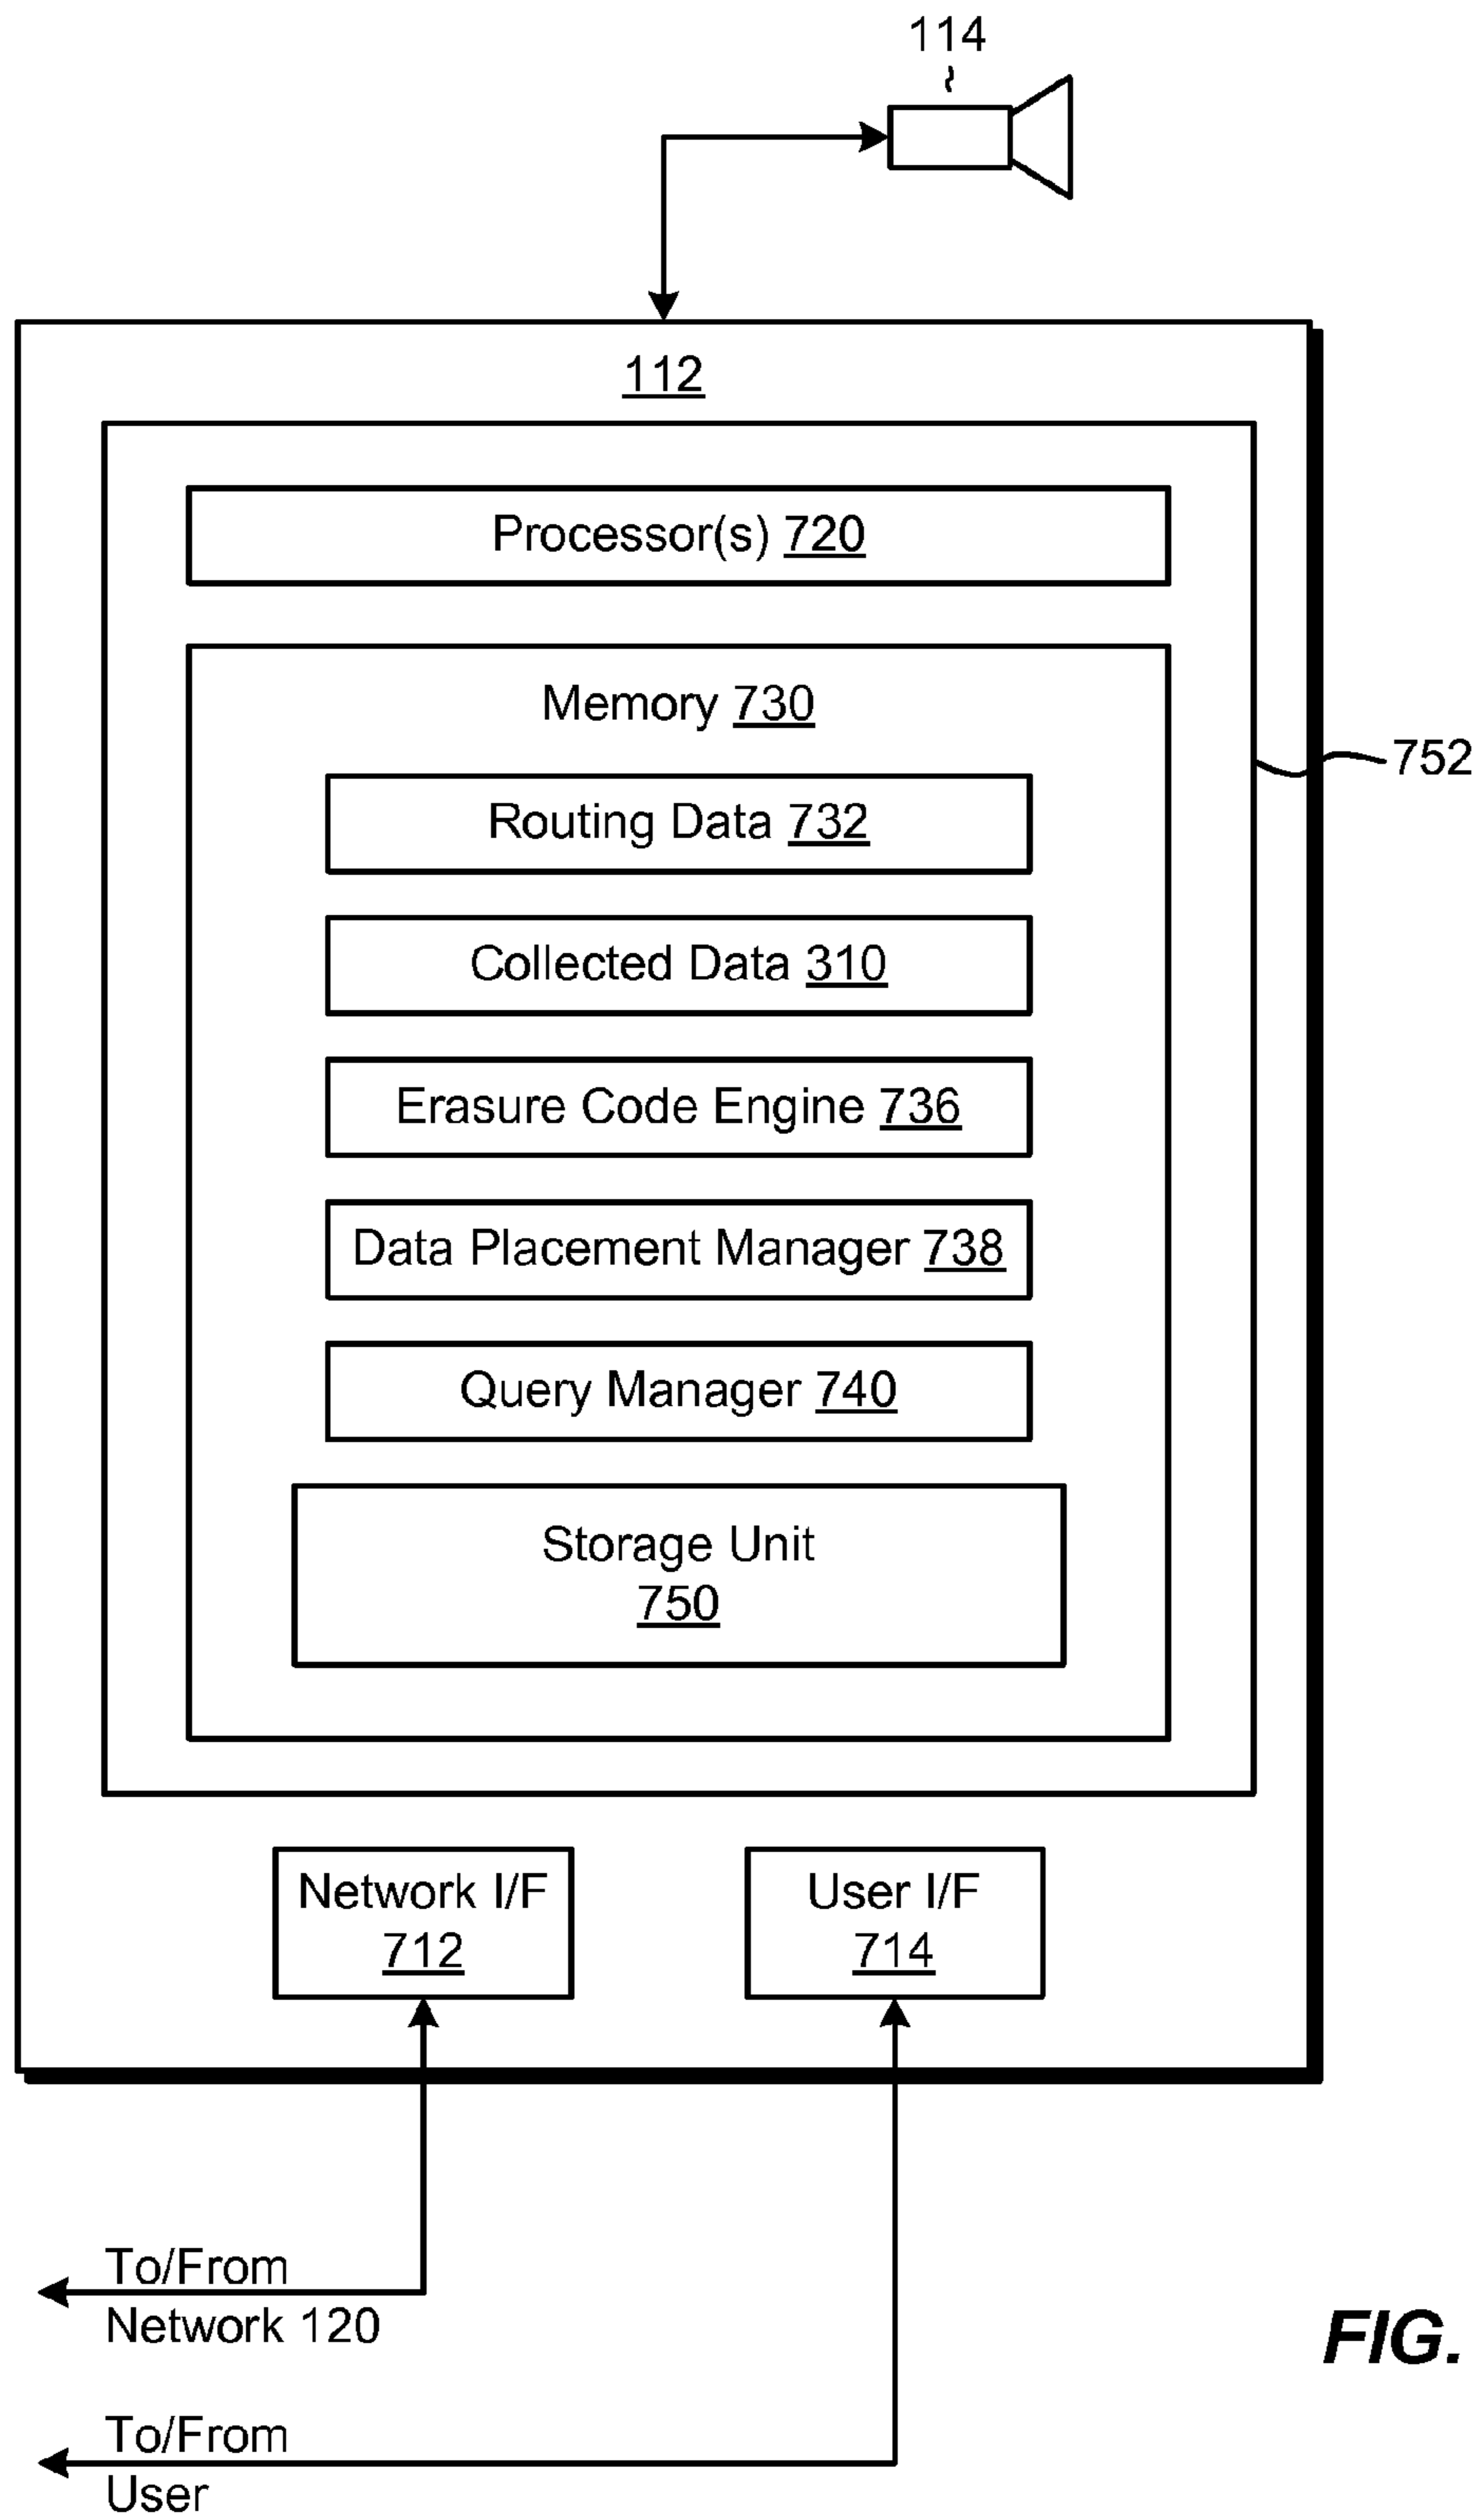 114
112
Processor(s) 720
Memory 730
752
Routing Data 732
Collected Data 310
Erasure Code Engine 736
Data Placement Manager 738
Query Manager 740
Storage Unit
750
Network I/F
712
User I/F
714
To/From
Network 120
FIG.
To/From
User